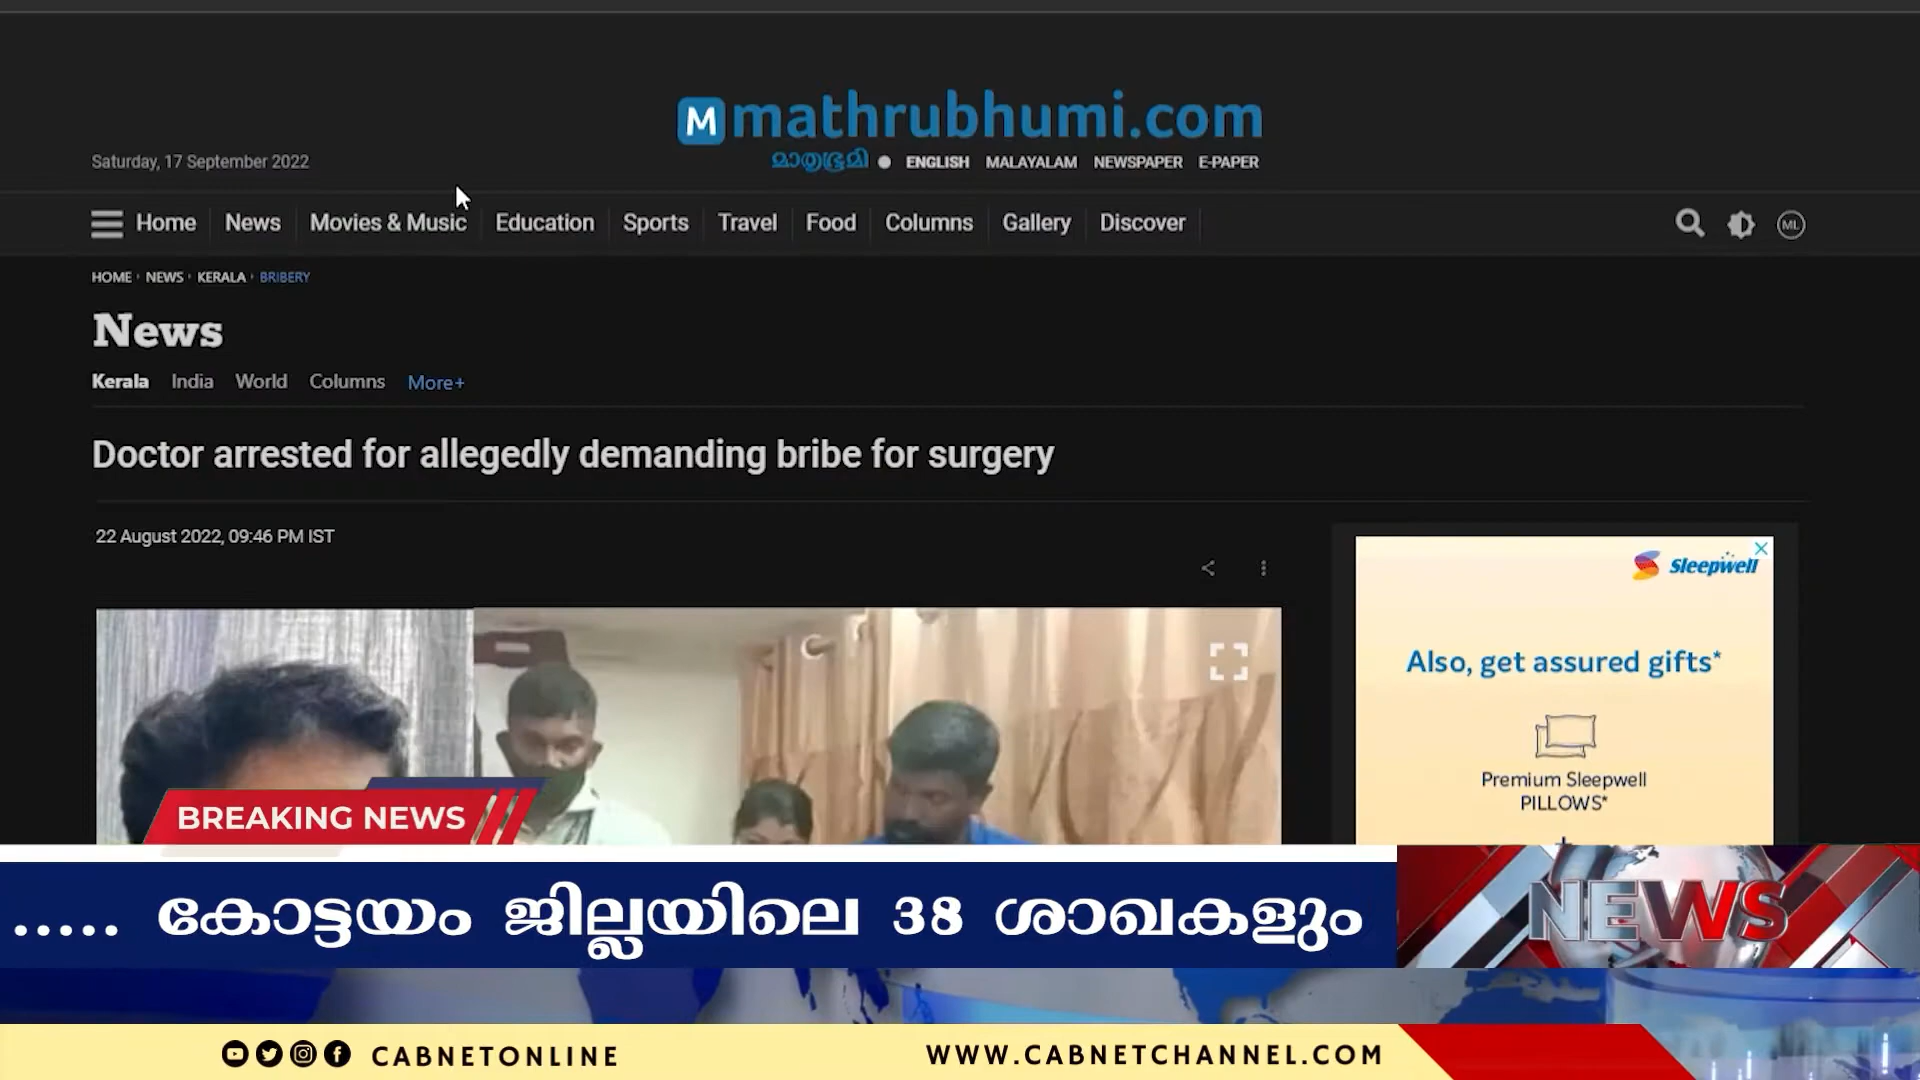 M mathrubhumi.com
Saturday, 17 September 2022
മാതൃഭൂമി ENGLISH MALAYALAM NEWSPAPER E-PAPER
Home News Movies & Music Education Sports Travel Food Columns Gallery Discover ML
HOME NEWS KERALA BRIBERY
News
Kerala India World Columns More+
Doctor arrested for allegedly demanding bribe for surgery
22 August 2022, 09:46 PM IST
Sleepwell
Also, get assured gifts*
Premium Sleepwell
PILLOWS*
+
BREAKING NEWS
..... കോട്ടയം ജില്ലയിലെ 38 ശാഖകളും
NEWS
CABNETONLINE
WWW.CABNETCHANNEL.COM